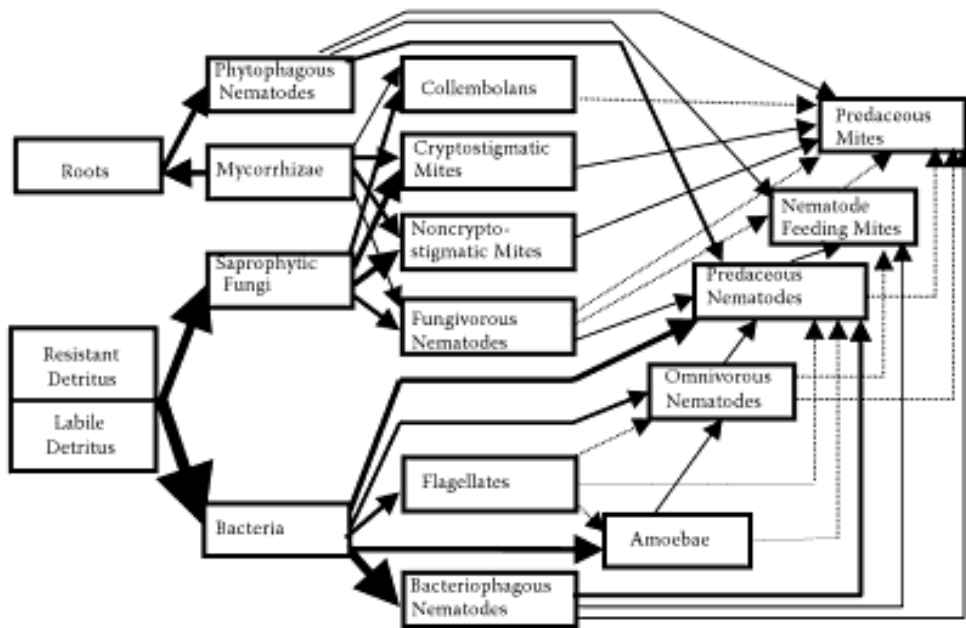 Phytophagous
Nematodes
Collembolans
Predaceous
Mites
Roots
Mycorrhizae
Cryptostigmatic
Mites
Nematode
Feeding Mites
Noncrypto-
stigmatic Mites
Saprophytic
Fungi
Predaceous
Nematodes
Fungivorous
Nematodes
Resistant
Detritus
Labile
Detritus
Omnivorous
Nematodes
Flagellates
Bacteria
Amoebae
Bacteriophagous
Nematodes